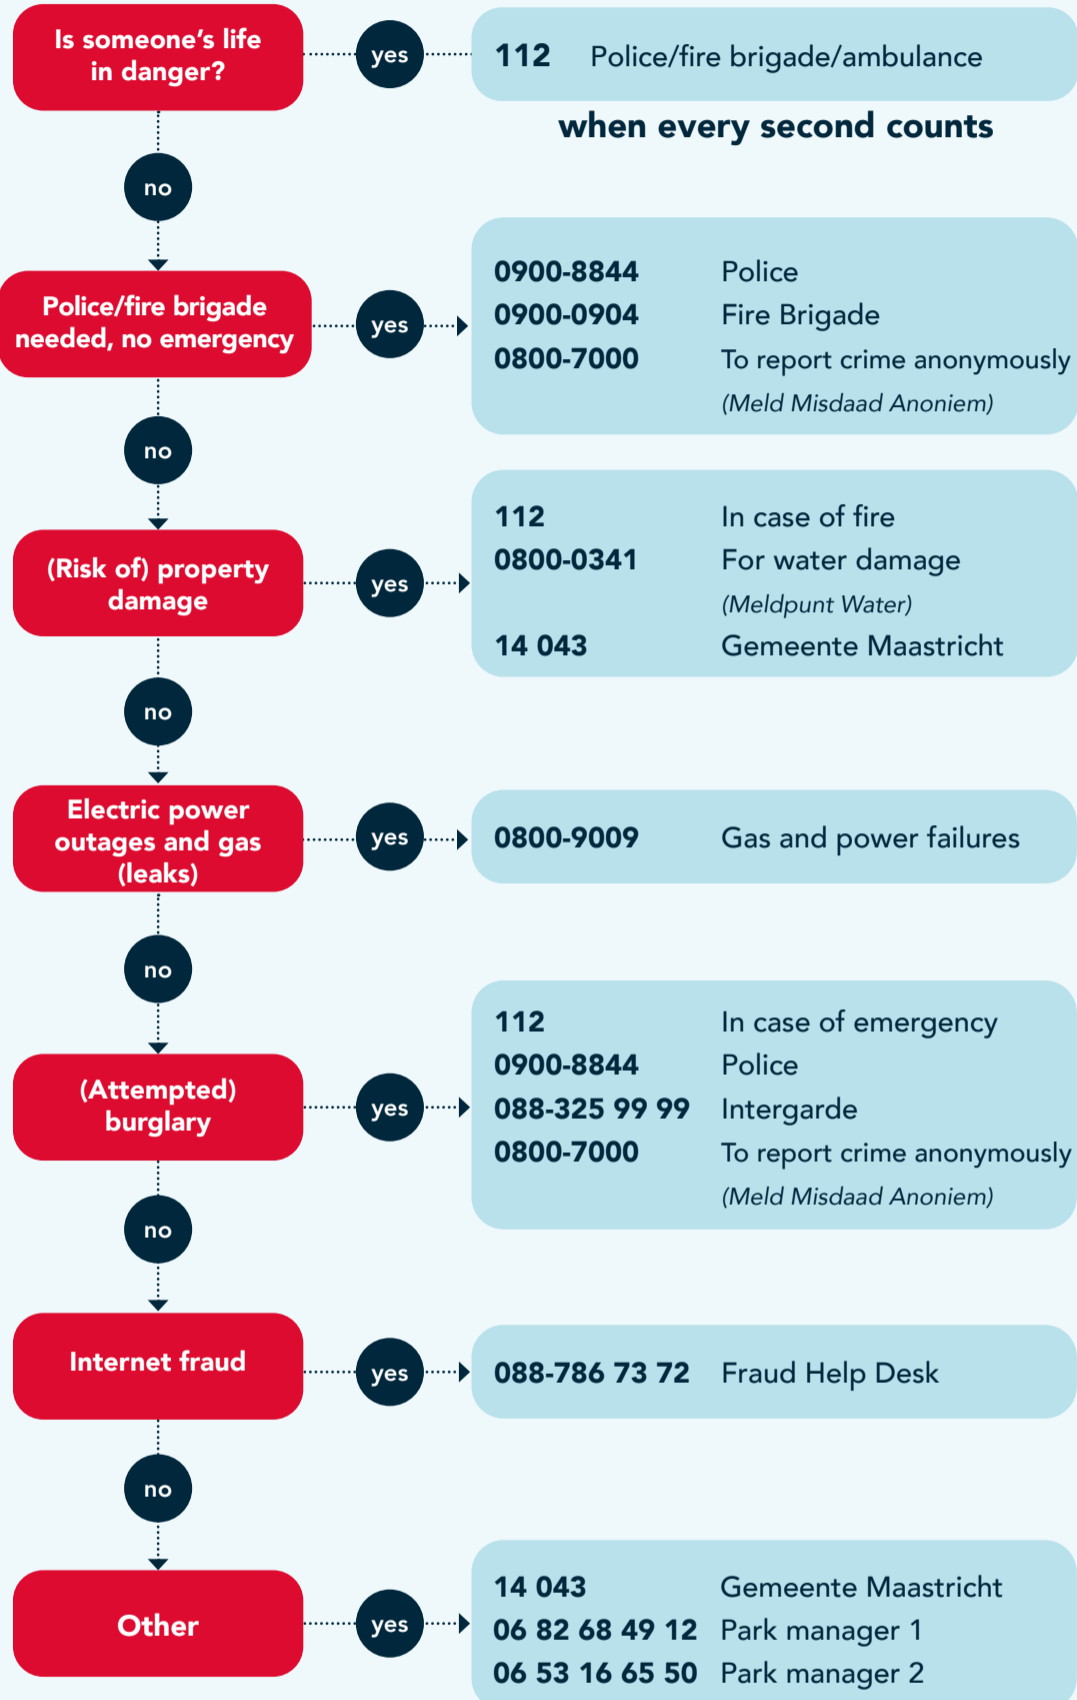 Is someone's life
in danger?
yes
112 Police/fire brigade/ambulance
when every second counts
no
Police/fire brigade
needed, no emergency
yes
0900-8844 Police
0900-0904 Fire Brigade
0800-7000 To report crime anonymously
(Meld Misdaad Anoniem)
no
(Risk of) property
damage
yes
112 In case of fire
0800-0341 For water damage
(Meldpunt Water)
14 043 Gemeente Maastricht
no
Electric power
outages and gas
(leaks)
yes
0800-9009 Gas and power failures
no
(Attempted)
burglary
yes
112 In case of emergency
0900-8844 Police
088-325 99 99 Intergarde
0800-7000 To report crime anonymously
(Meld Misdaad Anoniem)
no
Internet fraud
yes
088-786 73 72 Fraud Help Desk
no
Other
yes
14 043 Gemeente Maastricht
06 82 68 49 12 Park manager 1
06 53 16 65 50 Park manager 2